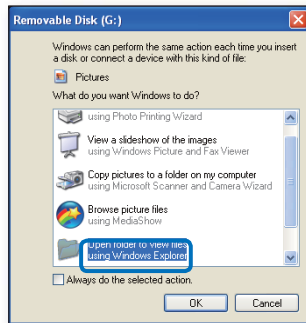 Removable Disk (G:)
Windows can perform the same action each time you insert
a disk or connect a device with this kind of file:
Pictures
What do you want Windows to do?
using Photo Printing Wizard
View a slideshow of the images
using Windows Picture and Fax Viewer
Copy pictures to a folder on my computer
using Microsoft Scanner and Camera Wizard
Browse picture files
using MediaShow
Open folder to view files
using Windows Explorer
Always do the selected action.
OK
Cancel